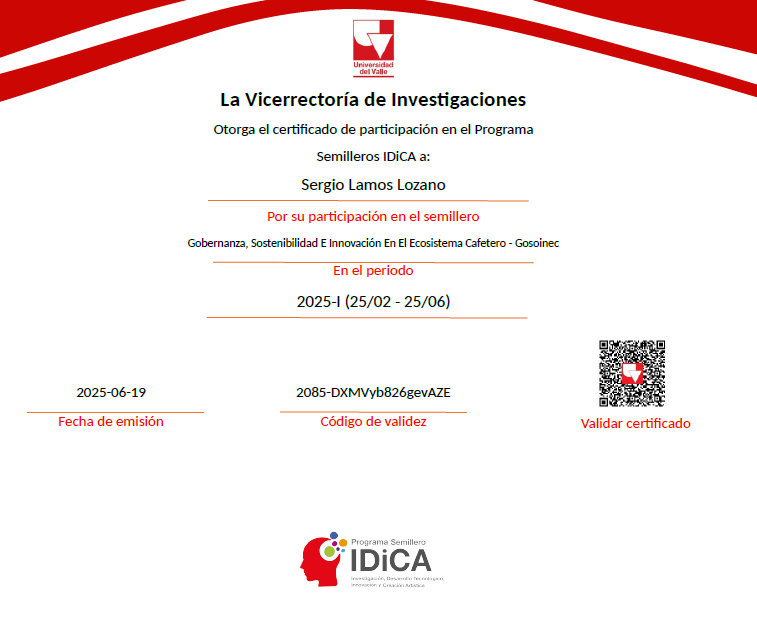 Universidad
del Valle
La Vicerrectoría de Investigaciones
Otorga el certificado de participación en el Programa
Semilleros IDiCA a:
Sergio Lamos Lozano
Por su participación en el semillero
Gobernanza, Sostenibilidad E Innovación En El Ecosistema Cafetero - Gosoinec
En el periodo
2025-I (25/02 - 25/06)
2025-06-19
Fecha de emisión
2085-DXMVyb826gevAZE
Código de validez
Validar certificado
Programa Semillero
IDiCA
Investigación, Desarrollo Tecnológico,
Innovación y Creación Artística